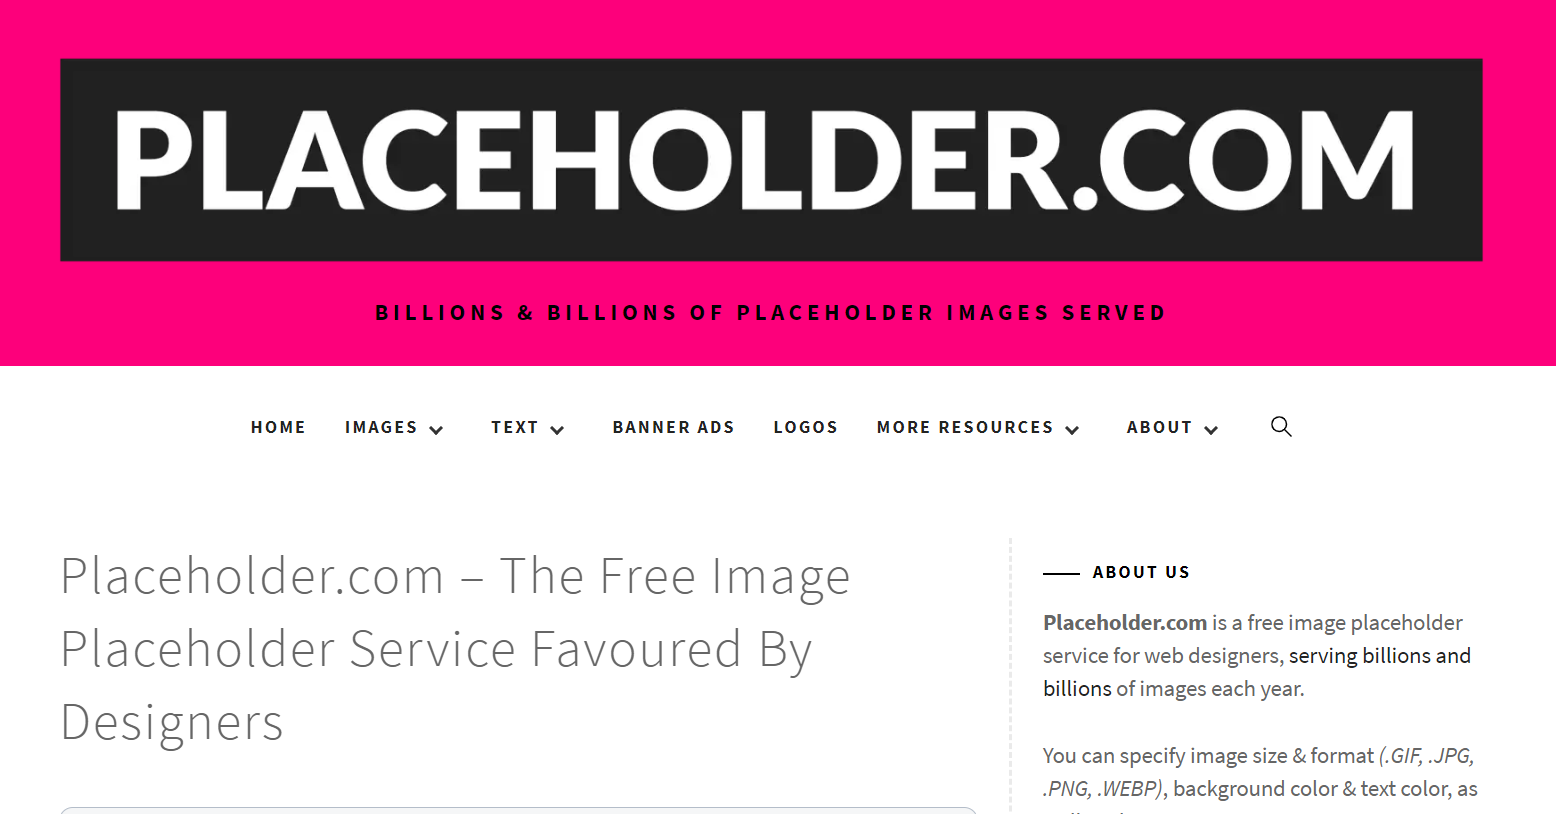 PLACEHOLDER.COM
BILLIONS & BILLIONS OF PLACEHOLDER IMAGES SERVED
HOME IMAGES TEXT BANNER ADS LOGOS MORE RESOURCES ABOUT
Placeholder.com – The Free Image
Placeholder Service Favoured By
Designers
ABOUT US
Placeholder.com is a free image placeholder
service for web designers, serving billions and
billions of images each year.
You can specify image size & format (.GIF, .JPG,
.PNG, .WEBP), background color & text color, as